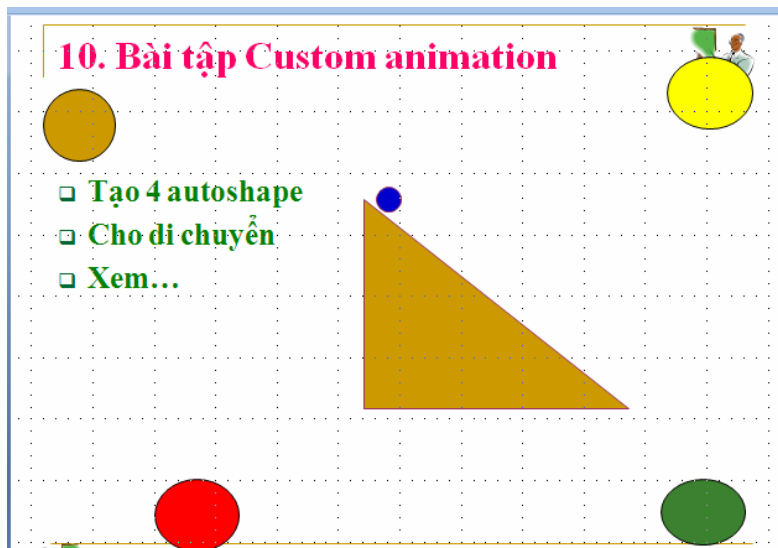 10. Bài tập Custom animation
Tạo 4 autoshape
Cho di chuyển
Xem...